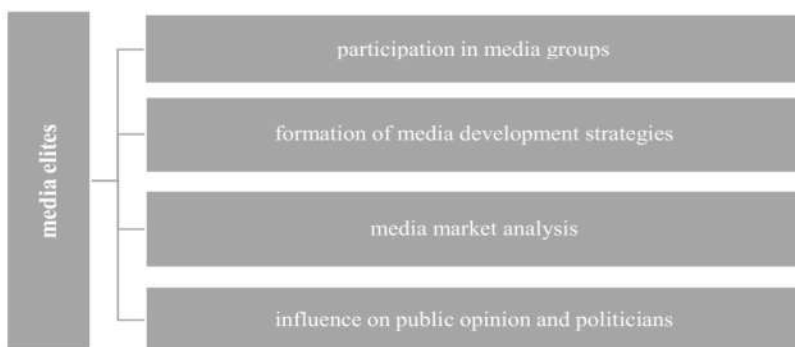 media elites
participation in media groups
formation of media development strategies
media market analysis
influence on public opinion and politicians